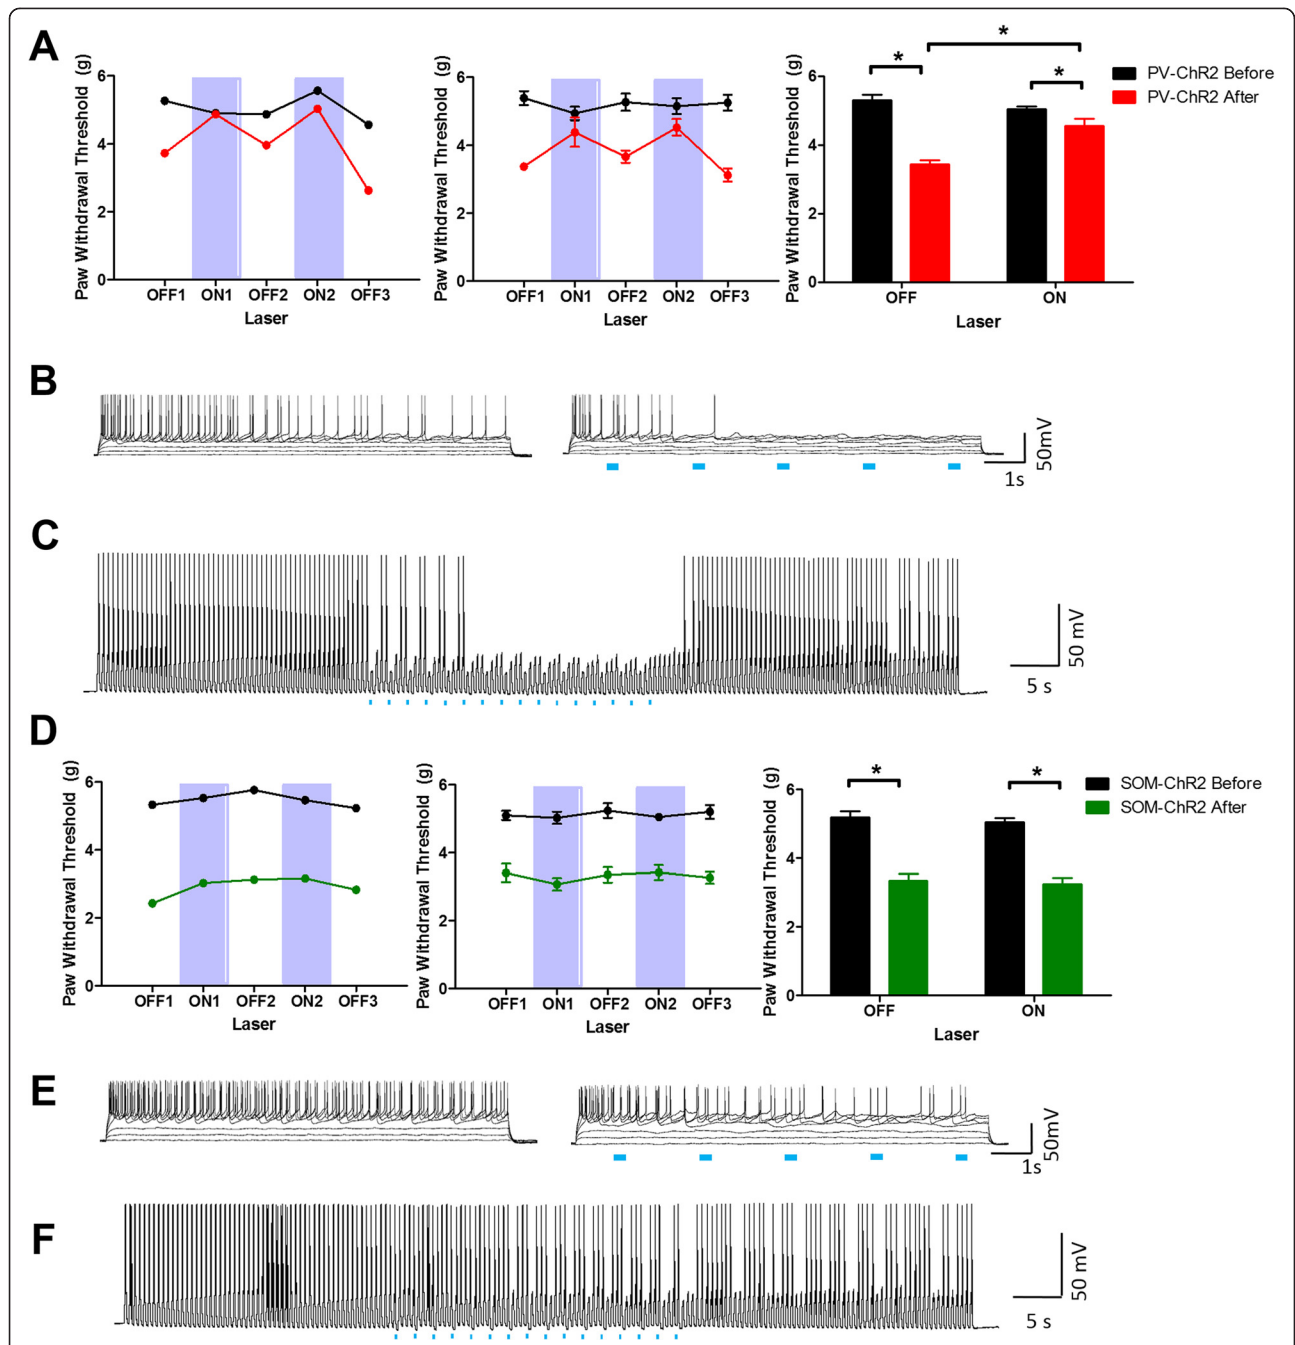 A
Paw Withdrawal Threshold (g)
6
4
2
0
OFF1 ON1 OFF2 ON2 OFF3
Laser
Paw Withdrawal Threshold (g)
6
4
2
0
OFF1 ON1 OFF2 ON2 OFF3
Laser
Paw Withdrawal Threshold (g)
6
4
2
0
* * *
OFF ON
Laser
PV-ChR2 Before
PV-ChR2 After
B
50mV
1s
C
50 mV
5 s
D
Paw Withdrawal Threshold (g)
6
4
2
0
OFF1 ON1 OFF2 ON2 OFF3
Laser
Paw Withdrawal Threshold (g)
6
4
2
0
OFF1 ON1 OFF2 ON2 OFF3
Laser
Paw Withdrawal Threshold (g)
6
4
2
0
* *
OFF ON
Laser
SOM-ChR2 Before
SOM-ChR2 After
E
50mV
1s
F
50 mV
5 s